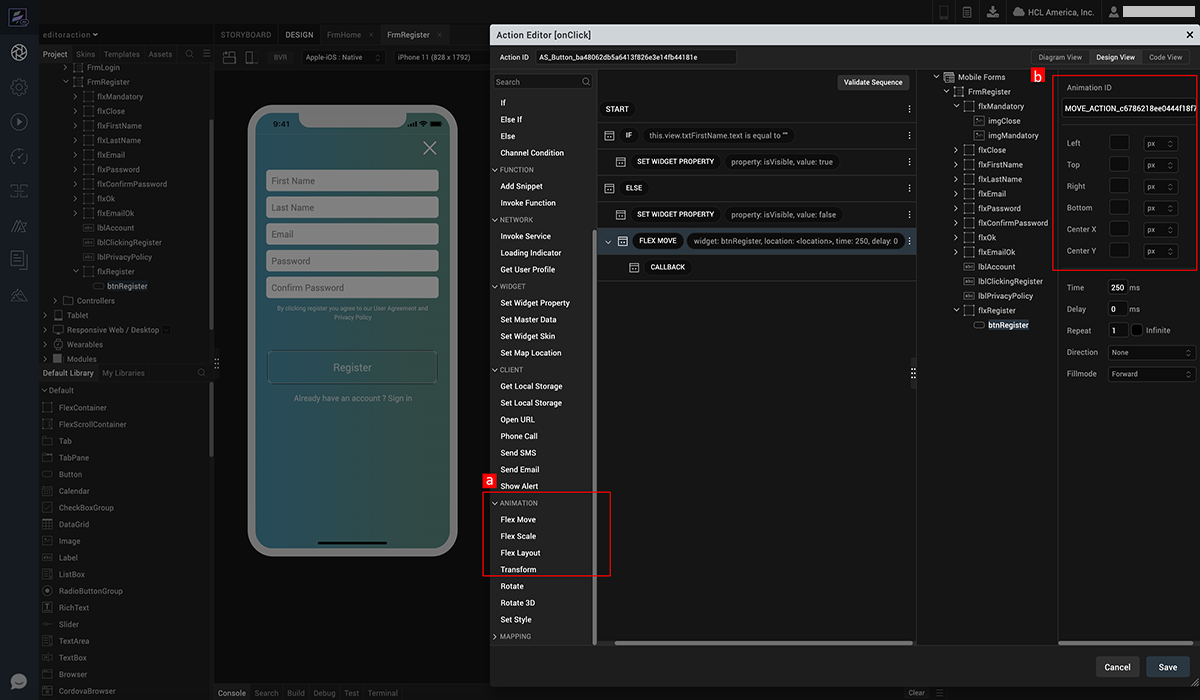 HCL America, Inc.
editoraction
Project Skins Templates Assets
FrmLogin
FrmRegister
flxMandatory
flxClose
flxFirstName
flxLastName
flxEmail
flxPassword
flxConfirmPassword
flxOk
flxEmailOk
lblAccount
lblClickingRegister
lblPrivacyPolicy
flxRegister
btnRegister
Controllers
Tablet
Responsive Web / Desktop
Wearables
Modules
Default Library My Libraries
Default
FlexContainer
FlexScrollContainer
Tab
TabPane
Button
Calendar
CheckBoxGroup
DataGrid
Image
Label
ListBox
RadioButtonGroup
RichText
Slider
TextArea
TextBox
Browser
CordovaBrowser
STORYBOARD DESIGN FrmHome × FrmRegister ×
BVR Apple-iOS : Native iPhone 11 (828 x 1792)
9:41
First Name
Last Name
Email
Password
Confirm Password
By clicking register you agree to our User Agreement and
Privacy Policy
Register
Already have an account ? Sign in
Console Search Build Debug Test Terminal
Clear
Action Editor [onClick]
Action ID AS_Button_ba48062db5a6413f826e3e14fb44181e
Diagram View Design View Code View
Search
If
Else If
Else
Channel Condition
FUNCTION
Add Snippet
Invoke Function
NETWORK
Invoke Service
Loading Indicator
Get User Profile
WIDGET
Set Widget Property
Set Master Data
Set Widget Skin
Set Map Location
CLIENT
Get Local Storage
Set Local Storage
Open URL
Phone Call
Send SMS
Send Email
Show Alert
a
ANIMATION
Flex Move
Flex Scale
Flex Layout
Transform
Rotate
Rotate 3D
Set Style
MAPPING
Validate Sequence
START
IF this.view.txtFirstName.text is equal to ""
SET WIDGET PROPERTY property: isVisible, value: true
ELSE
SET WIDGET PROPERTY property: isVisible, value: false
FLEX MOVE widget: btnRegister, location: <location>, time: 250, delay: 0
CALLBACK
Mobile Forms
FrmRegister
flxMandatory
imgClose
imgMandatory
flxClose
flxFirstName
flxLastName
flxEmail
flxPassword
flxConfirmPassword
flxOk
flxEmailOk
lblAccount
lblClickingRegister
lblPrivacyPolicy
flxRegister
btnRegister
b
Animation ID
MOVE_ACTION_c6786218ee0444f18f7
Left px
Top px
Right px
Bottom px
Center X px
Center Y px
Time 250 ms
Delay 0 ms
Repeat 1 Infinite
Direction None
Fillmode Forward
Cancel Save